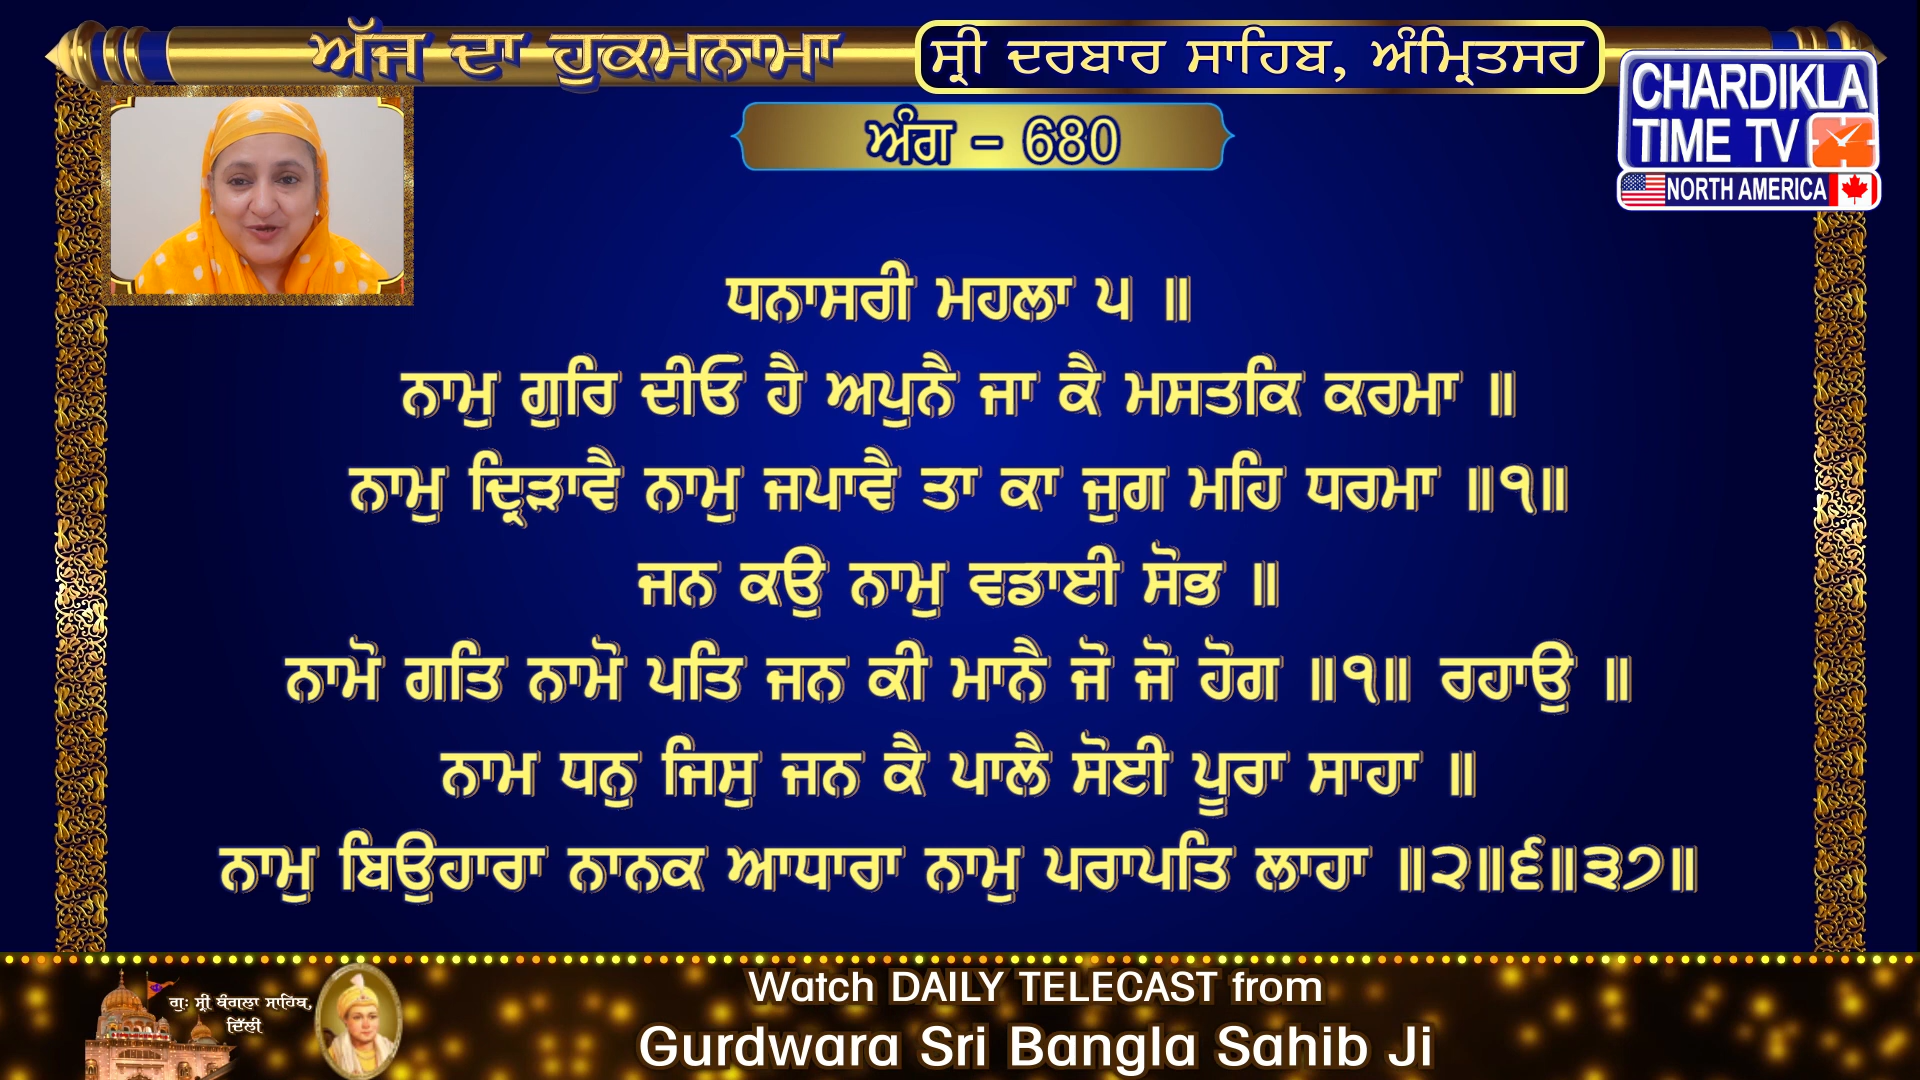 ਅੱਜ ਦਾ ਹੁਕਮਨਾਮਾ
ਸ੍ਰੀ ਦਰਬਾਰ ਸਾਹਿਬ, ਅੰਮ੍ਰਿਤਸਰ
CHARDIKLA
TIME TV
NORTH AMERICA
ਅੰਗ - 680
ਧਨਾਸਰੀ ਮਹਲਾ ੫ ॥
ਨਾਮੁ ਗੁਰਿ ਦੀਓ ਹੈ ਅਪੁਨੈ ਜਾ ਕੈ ਮਸਤਕਿ ਕਰਮਾ ॥
ਨਾਮੁ ਦ੍ਰਿੜਾਵੈ ਨਾਮੁ ਜਪਾਵੈ ਤਾ ਕਾ ਜੁਗ ਮਹਿ ਧਰਮਾ ॥੧॥
ਜਨ ਕਉ ਨਾਮੁ ਵਡਾਈ ਸੋਭ ॥
ਨਾਮੋ ਗਤਿ ਨਾਮੋ ਪਤਿ ਜਨ ਕੀ ਮਾਨੈ ਜੋ ਜੋ ਹੋਗ ॥੧॥ ਰਹਾਉ ॥
ਨਾਮ ਧਨੁ ਜਿਸੁ ਜਨ ਕੈ ਪਾਲੈ ਸੋਈ ਪੂਰਾ ਸਾਹਾ ॥
ਨਾਮੁ ਬਿਉਹਾਰਾ ਨਾਨਕ ਆਧਾਰਾ ਨਾਮੁ ਪਰਾਪਤਿ ਲਾਹਾ ॥੨॥੬॥੩੭॥
ਗੁ: ਸ੍ਰੀ ਬੰਗਲਾ ਸਾਹਿਬ,
ਦਿੱਲੀ
Watch DAILY TELECAST from
Gurdwara Sri Bangla Sahib Ji